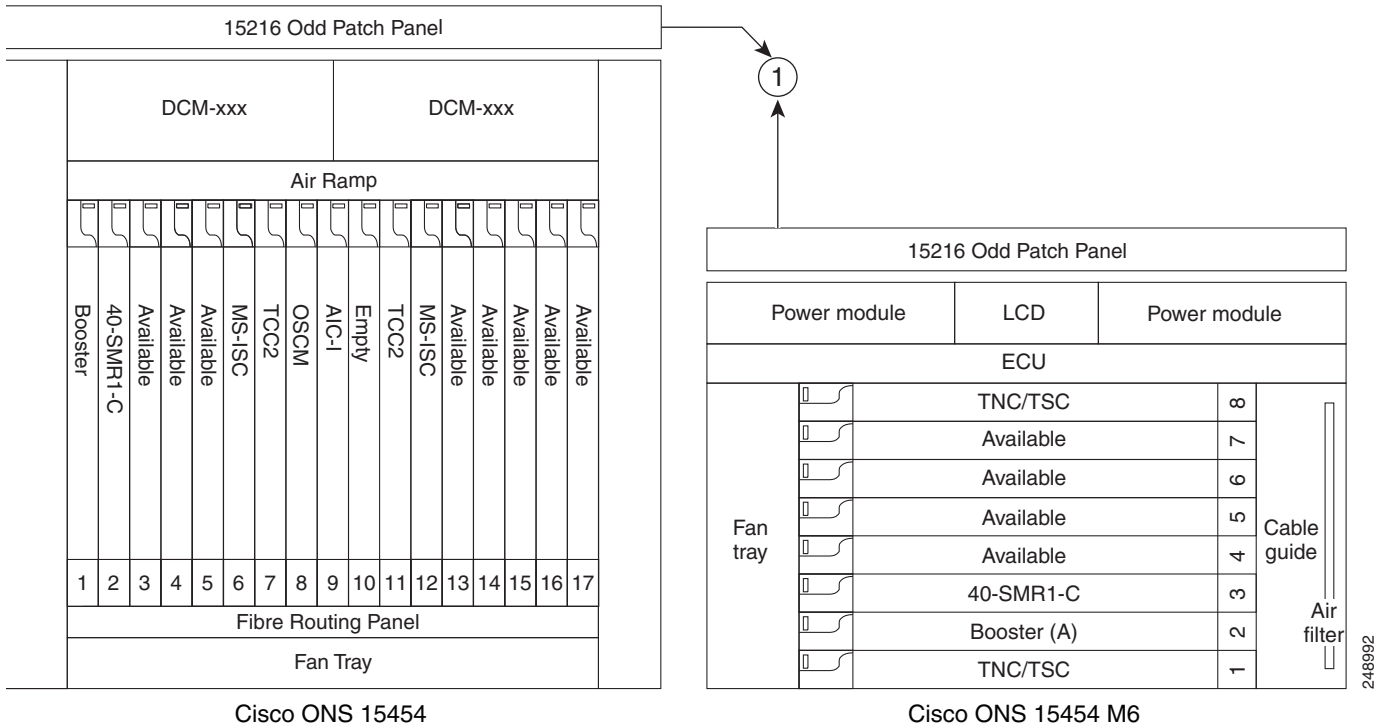 15216 Odd Patch Panel
1
DCM-xxx
DCM-xxx
Air Ramp
Booster
40-SMR1-C
Available
Available
Available
MS-ISC
TCC2
OSCM
AIC-I
Empty
TCC2
MS-ISC
Available
Available
Available
Available
Available
1 2 3 4 5 6 7 8 9 10 11 12 13 14 15 16 17
Fibre Routing Panel
Fan Tray
Cisco ONS 15454
15216 Odd Patch Panel
Power module
LCD
Power module
ECU
TNC/TSC 8
Available 7
Available 6
Available 5
Available 4
40-SMR1-C 3
Booster (A) 2
TNC/TSC 1
Fan
tray
Cable
guide
Air
filter
248992
Cisco ONS 15454 M6